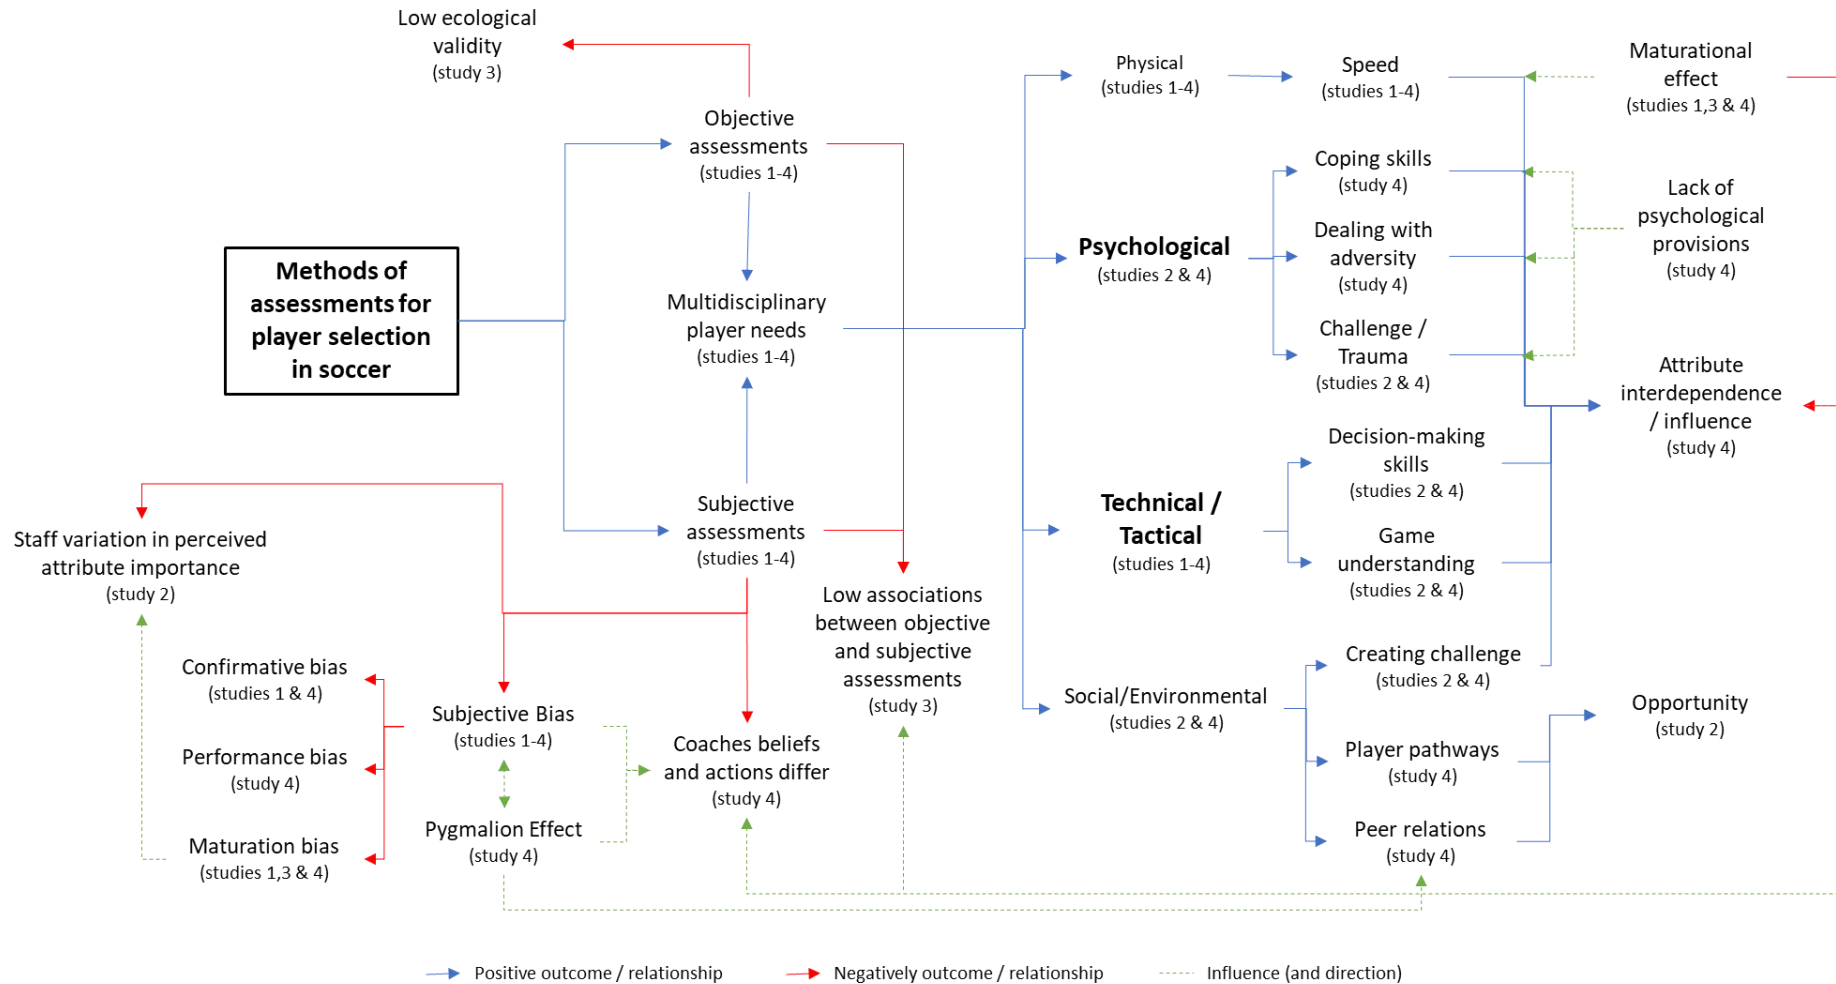 Low ecological
validity
(study 3)
Objective
assessments
(studies 1-4)
Methods of
assessments for
player selection
in soccer
Multidisciplinary
player needs
(studies 1-4)
Subjective
assessments
(studies 1-4)
Staff variation in perceived
attribute importance
(study 2)
Confirmative bias
(studies 1 & 4)
Performance bias
(study 4)
Maturation bias
(studies 1,3 & 4)
Subjective Bias
(studies 1-4)
Pygmalion Effect
(study 4)
Coaches beliefs
and actions differ
(study 4)
Low associations
between objective
and subjective
assessments
(study 3)
Physical
(studies 1-4)
Psychological
(studies 2 & 4)
Technical /
Tactical
(studies 1-4)
Social/Environmental
(studies 2 & 4)
Speed
(studies 1-4)
Coping skills
(study 4)
Dealing with
adversity
(study 4)
Challenge /
Trauma
(studies 2 & 4)
Decision-making
skills
(studies 2 & 4)
Game
understanding
(studies 2 & 4)
Creating challenge
(studies 2 & 4)
Player pathways
(study 4)
Peer relations
(study 4)
Maturational
effect
(studies 1,3 & 4)
Lack of
psychological
provisions
(study 4)
Attribute
interdependence
/ influence
(study 4)
Opportunity
(study 2)
Positive outcome / relationship
Negatively outcome / relationship
Influence (and direction)